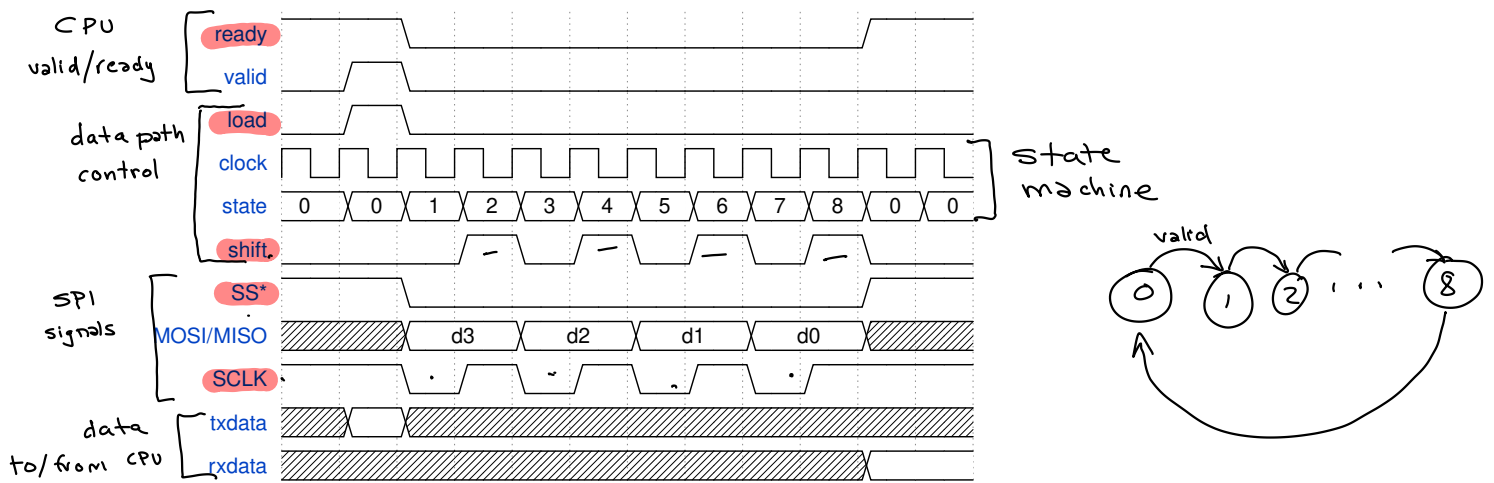 CPU
valid/ready
ready
valid
data path
control
load
clock
state 0 0 1 2 3 4 5 6 7 8 0 0
shift
state
machine
SPI
signals
SS*
MOSI/MISO d3 d2 d1 d0
SCLK
data
to/from CPU
txdata
rxdata
valid
0 1 2 ... 8